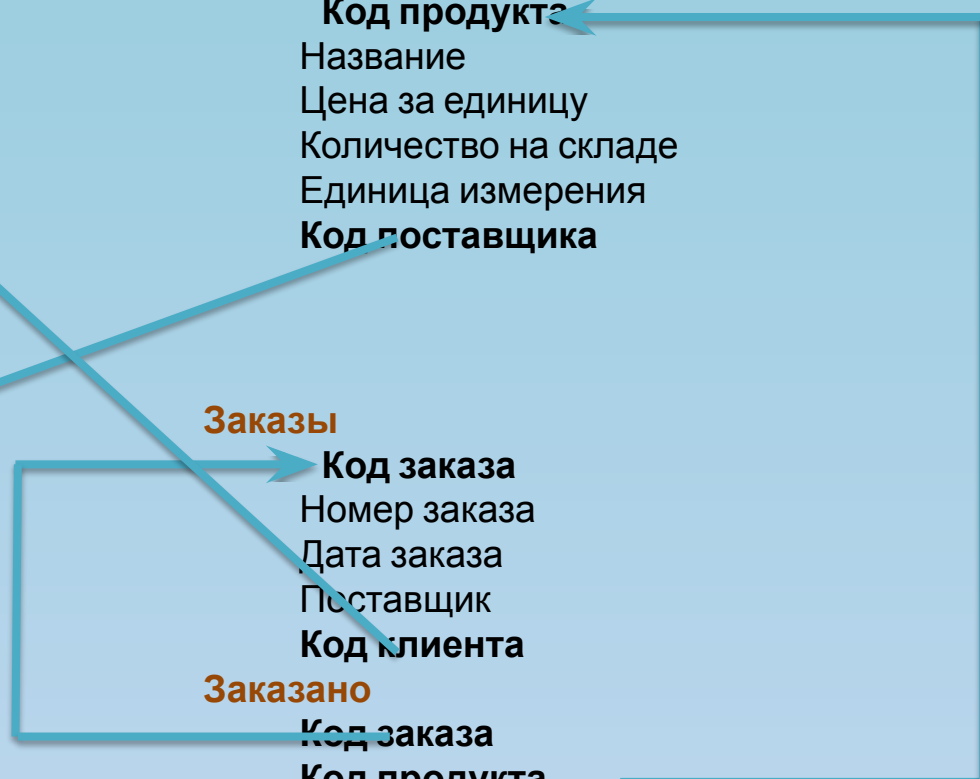 Код продукта
Название
Цена за единицу
Количество на складе
Единица измерения
Код поставщика
Заказы
Код заказа
Номер заказа
Дата заказа
Поставщик
Код клиента
Заказано
Код заказа
Код продукта